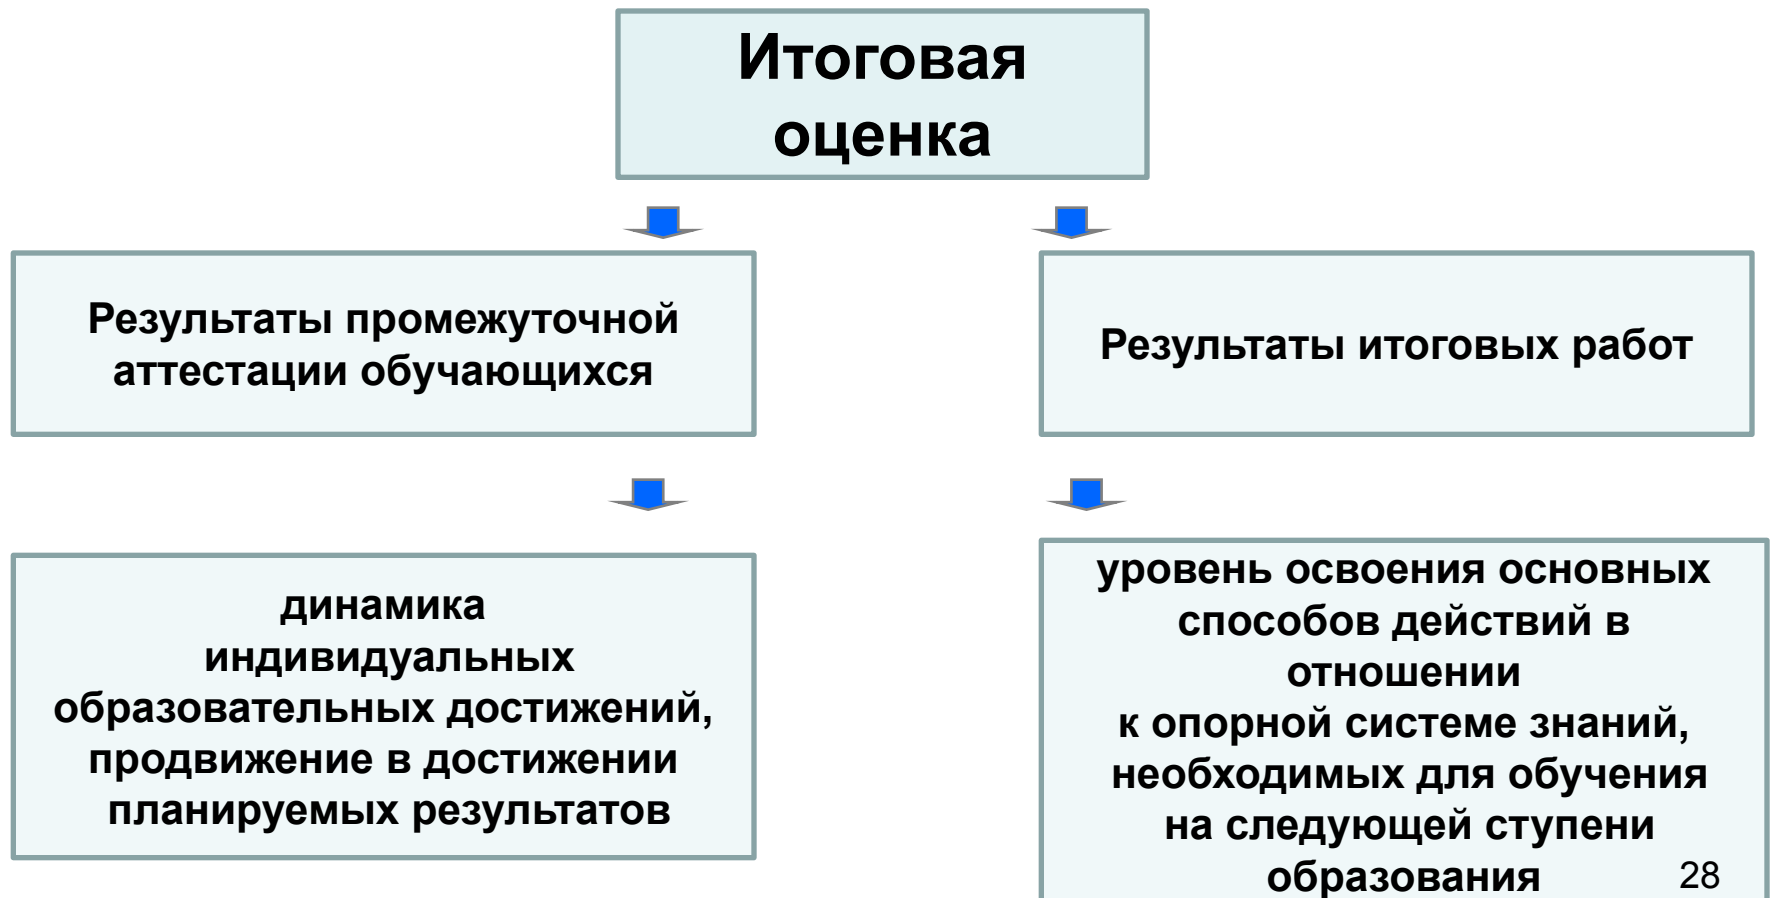 Итоговая
оценка
Результаты промежуточной
аттестации обучающихся
Результаты итоговых работ
динамика
индивидуальных
образовательных достижений,
продвижение в достижении
планируемых результатов
уровень освоения основных
способов действий в
отношении
к опорной системе знаний,
необходимых для обучения
на следующей ступени
образования
28